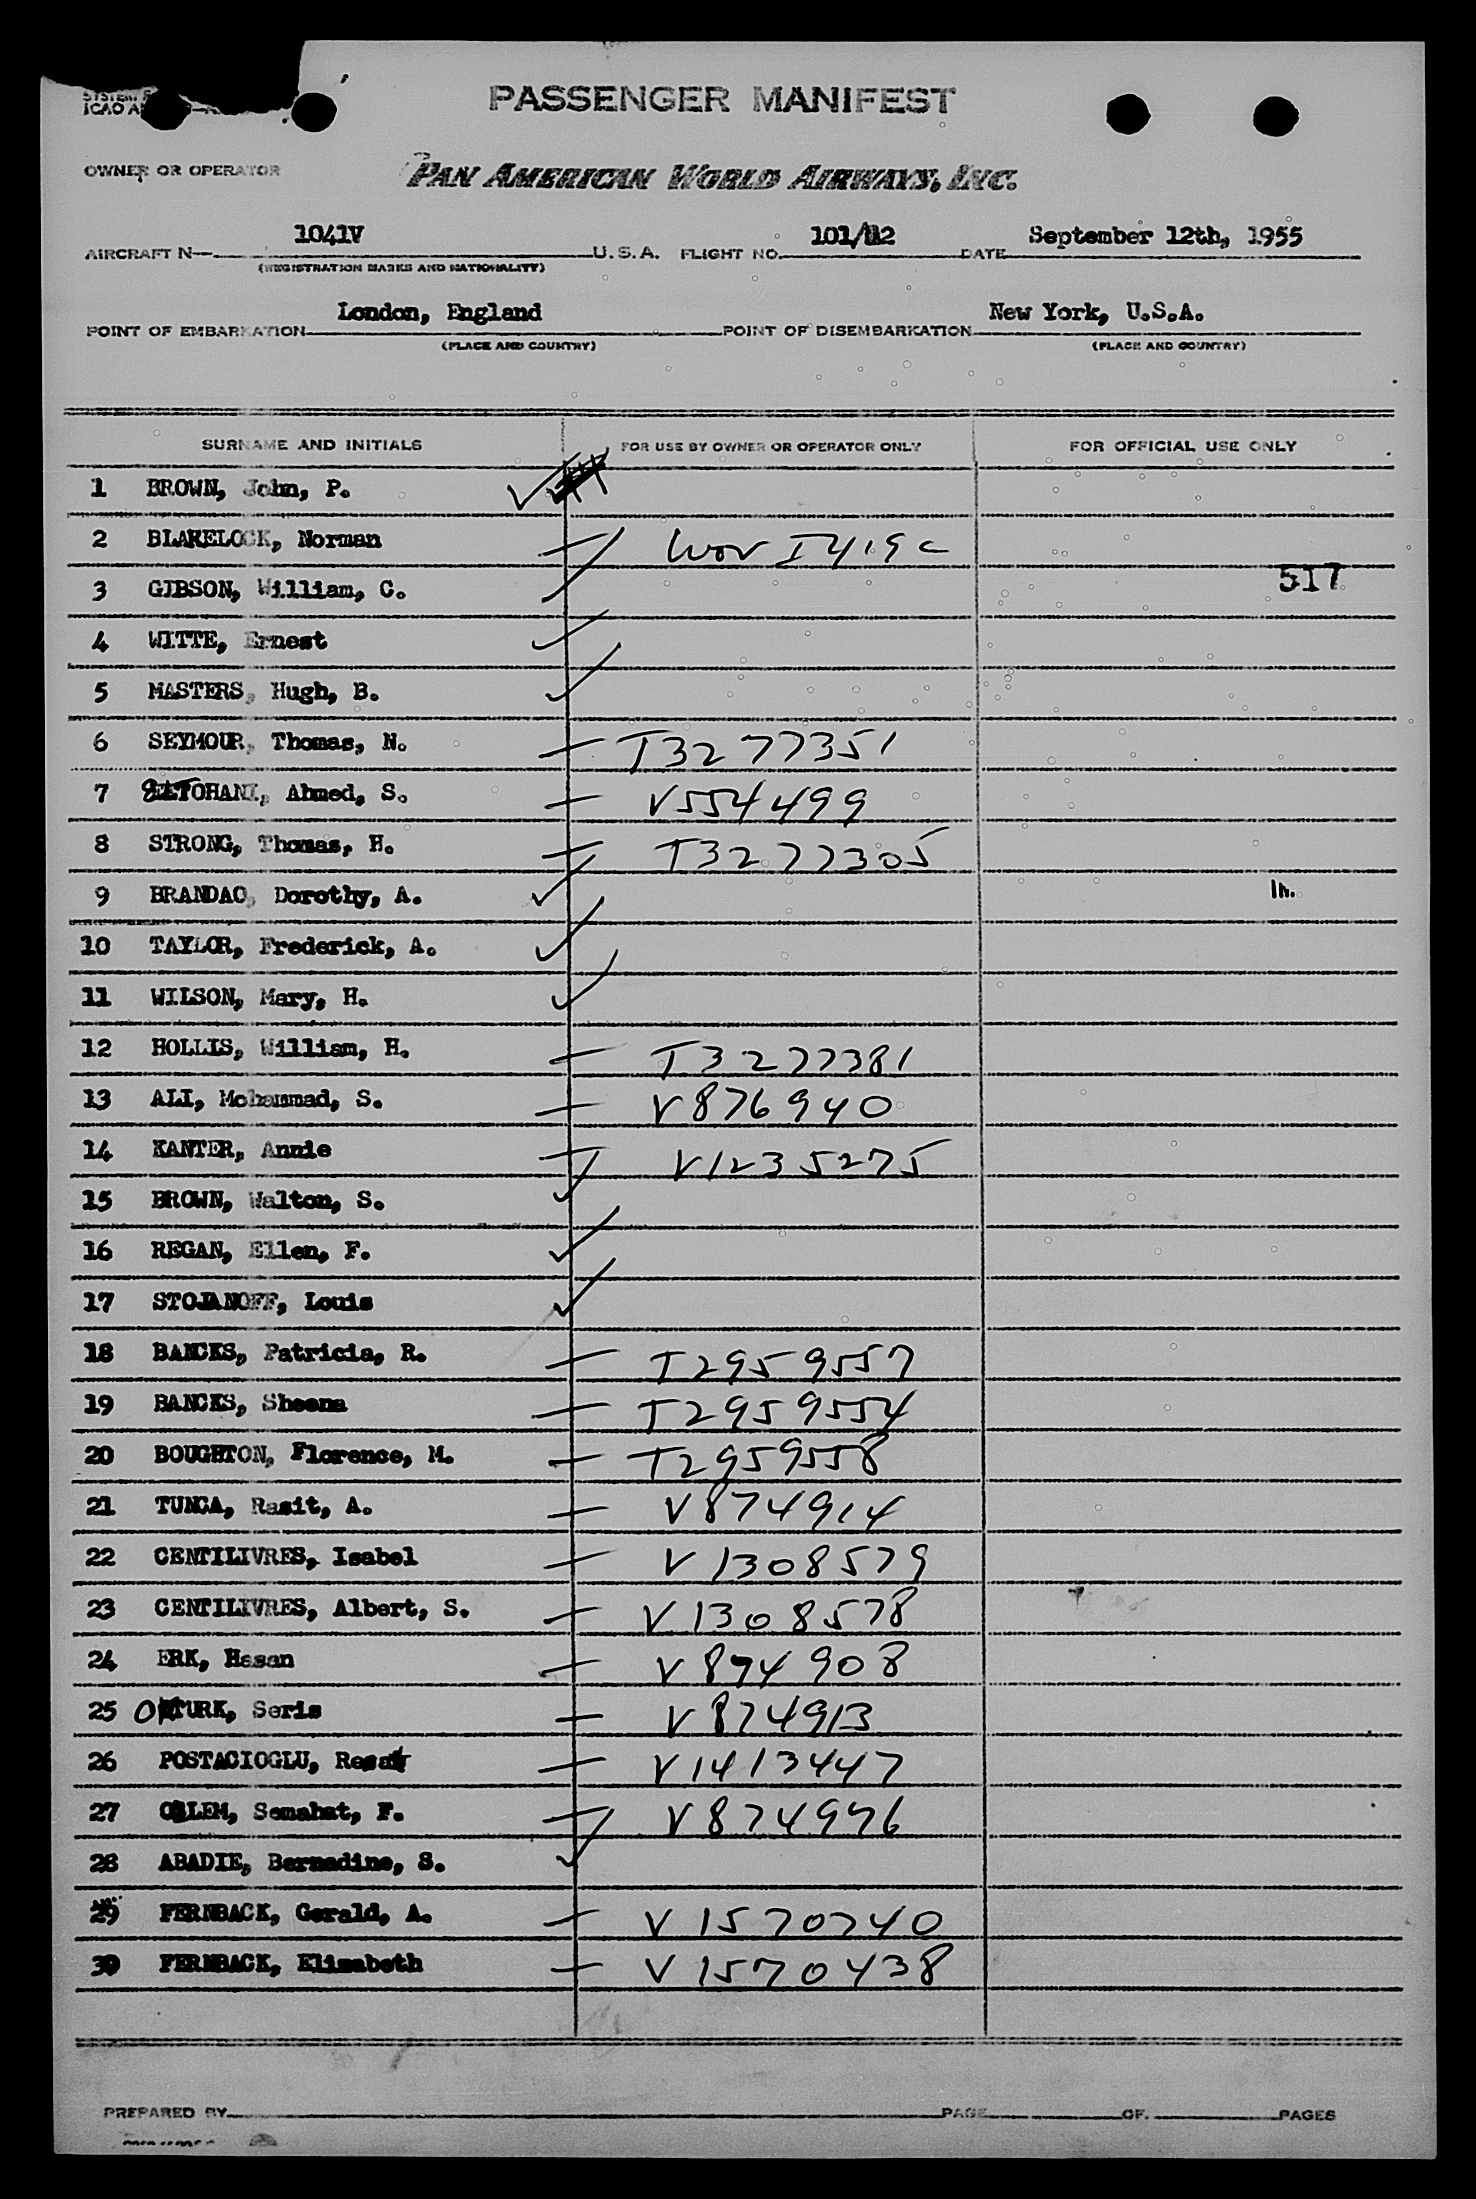 PASSENGER MANIFEST
OWNER OR OPERATOR
PAN AMERICAN WORLD AIRWAYS, INC.
AIRCRAFT N— 1041V U.S.A. FLIGHT NO. 101/112 DATE September 12th, 1955
(REGISTRATION MARKS AND NATIONALITY)
POINT OF EMBARKATION London, England POINT OF DISEMBARKATION New York, U.S.A.
(PLACE AND COUNTRY) (PLACE AND COUNTRY)
SURNAME AND INITIALS FOR USE BY OWNER OR OPERATOR ONLY FOR OFFICIAL USE ONLY
1 BROWN, John, P.
2 BLAKELOCK, Norman I419c
3 GIBSON, William, C. 517
4 WITTE, Ernest
5 MASTERS, Hugh, B.
6 SEYMOUR, Thomas, N. T3277351
7 Ahmed, S. V554499
8 STRONG, Thomas, H. T3277305
9 BRANDAO, Dorothy, A.
10 TAYLOR, Frederick, A.
11 WILSON, Mary, H.
12 HOLLIS, William, H. T3277381
13 ALI, Mohammad, S. V876940
14 KANTER, Annie V1235275
15 BROWN, Walton, S.
16 REGAN, Ellen, F.
17 STOJANOFF, Louis
18 BANCKS, Patricia, R. T2959557
19 BANCKS, Sheena T2959554
20 BOUGHTON, Florence, M. T2959558
21 TUNCA, Rasit, A. V874914
22 CENTILIVRES, Isabel V1308579
23 CENTILIVRES, Albert, S. V1308578
24 ERK, Hasan V874908
25 Seris V874913
26 POSTACIOGLU, V1413447
27 Semahat, F. V874976
28 ABADIE, Bernadine, S.
29 FERNBACK, Gerald, A. V1570740
30 FERNBACK, Elizabeth V1570438
PREPARED BY PAGE OF PAGES